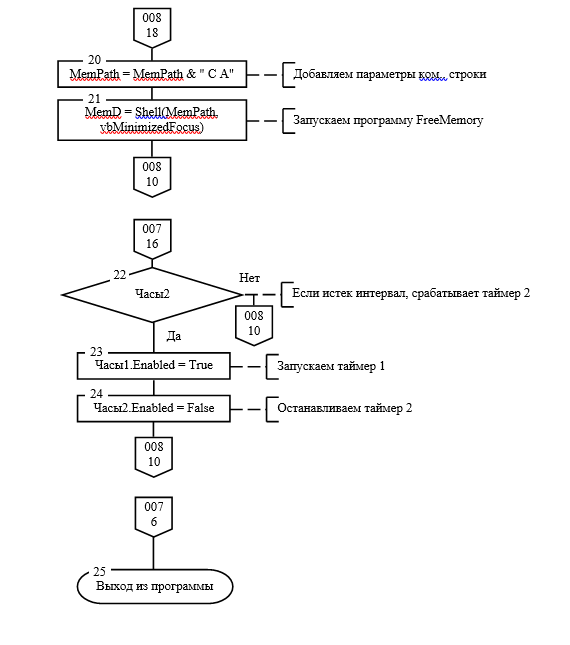 008
18
20
MemPath = MemPath & " C A"
Добавляем параметры ком., строки
21
MemD = Shell(MemPath,
vbMinimizedFocus)
Запускаем программу FreeMemory
008
10
007
16
22
Часы2
Нет
Если истек интервал, срабатывает таймер 2
008
10
Да
23
Часы1.Enabled = True
Запускаем таймер 1
24
Часы2.Enabled = False
Останавливаем таймер 2
008
10
007
6
25
Выход из программы